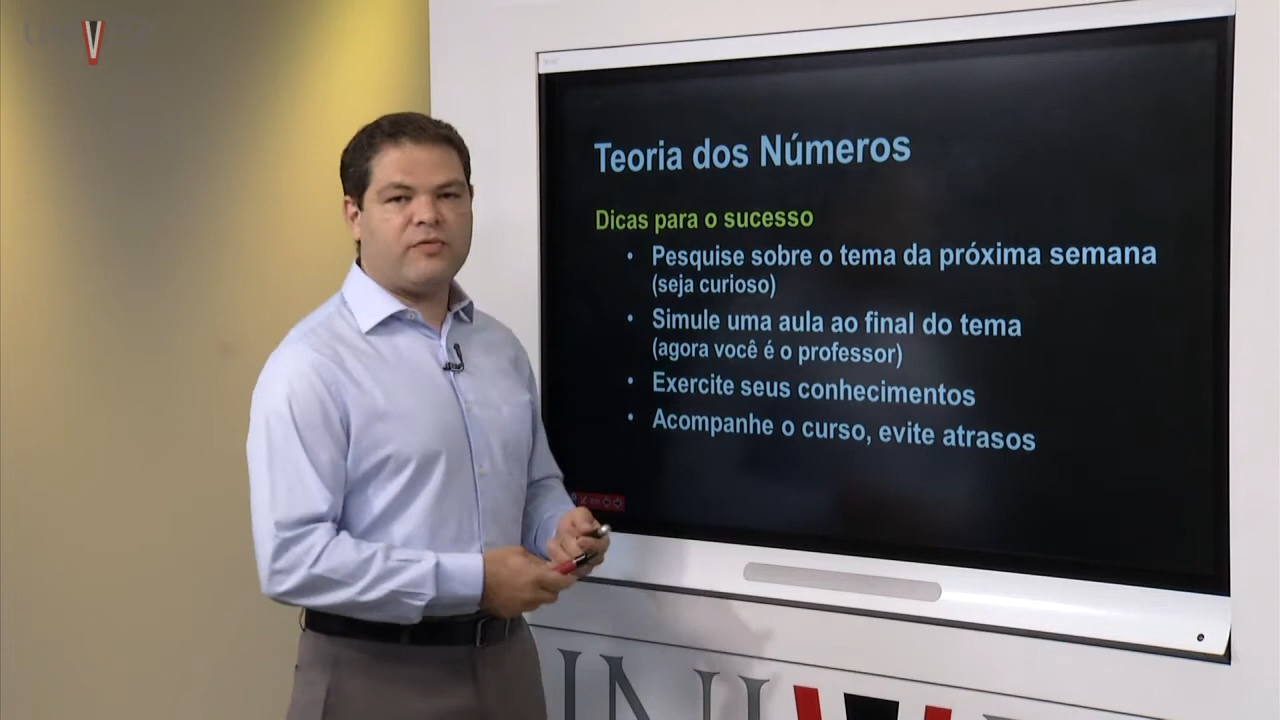 Teoria dos Números
Dicas para o sucesso
• Pesquise sobre o tema da próxima semana
(seja curioso)
• Simule uma aula ao final do tema
(agora você é o professor)
• Exercite seus conhecimentos
• Acompanhe o curso, evite atrasos